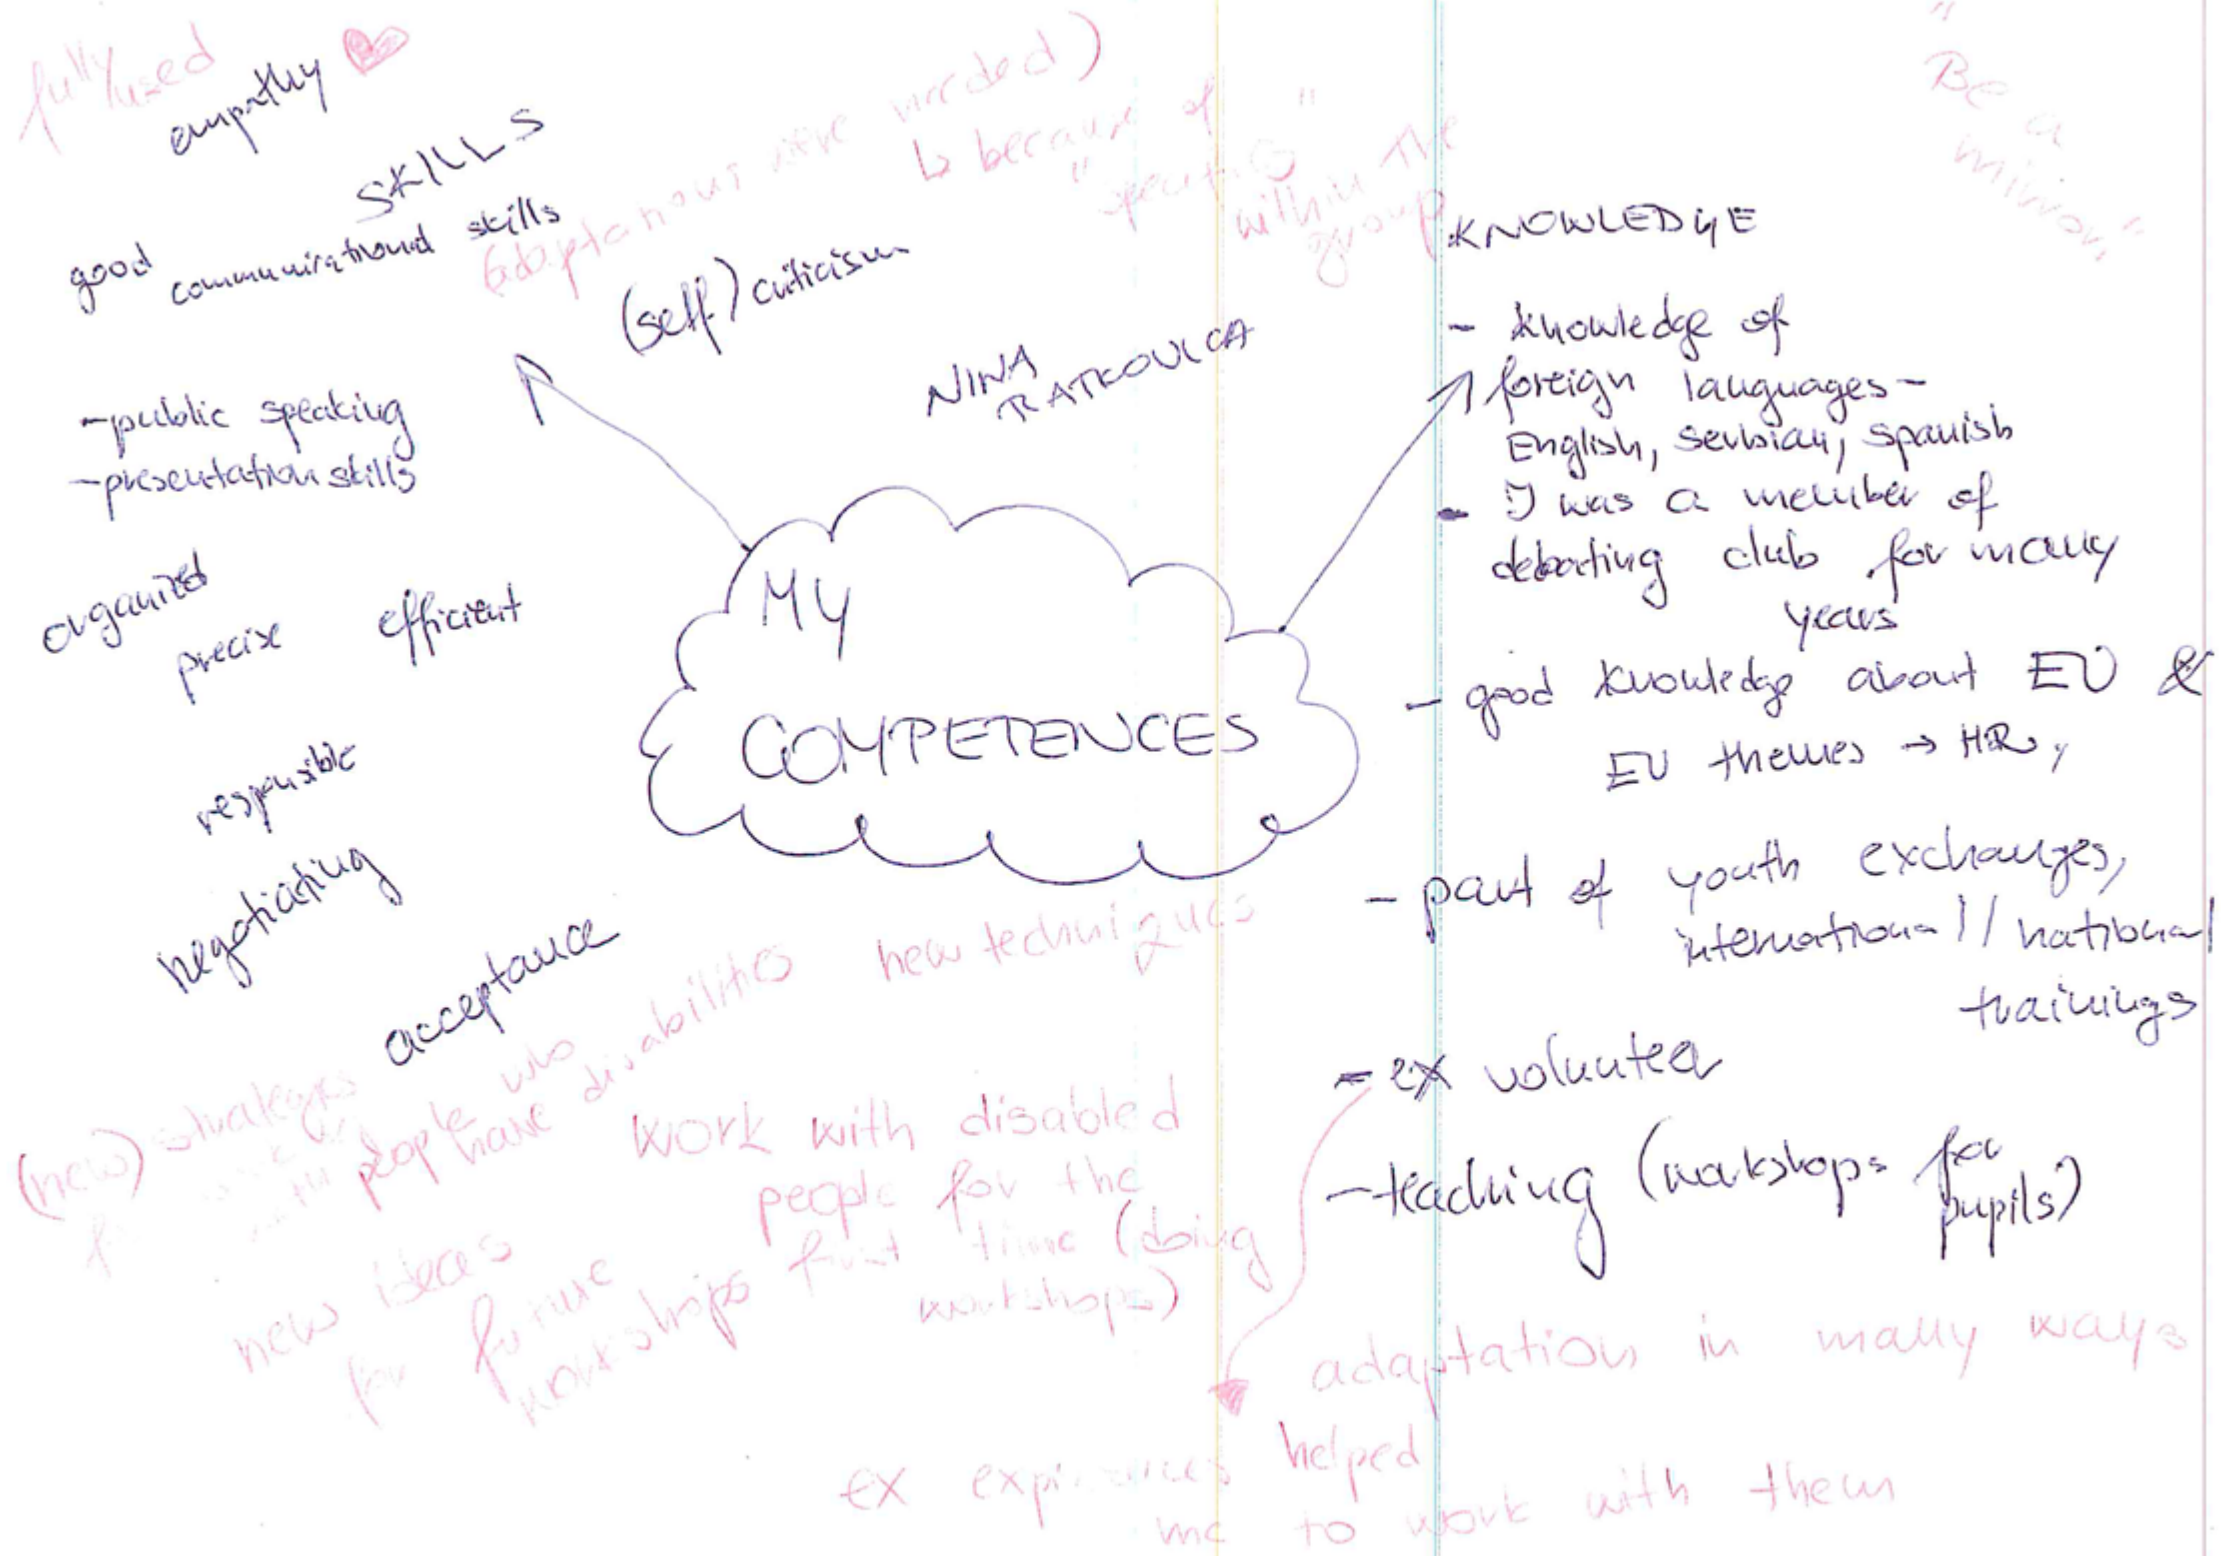 fully used
empathy
SKILLS
good communicational skills
(adaptations were needed)
↳ because of
"specifics"
within the
group
(self) criticism
NINA
RATKOVICA
- public speaking
- presentation skills
organized
precise
efficient
responsible
negotiating
acceptance
MY
COMPETENCES
"Be
a
mirror"
KNOWLEDGE
- knowledge of
foreign languages -
English, Serbian, Spanish
- I was a member of
debating club for many
years
- good knowledge about EU &
EU themes → HR,
- part of youth exchanges,
international / national
trainings
- ex volunteer
- teaching (workshops for
pupils)
new techniques
(new) strategies
people who
have disabilities
work with disabled
people for the
first time (doing
workshops)
new ideas
for future
workshops
adaptation in many ways
ex experiences helped
me to work with them